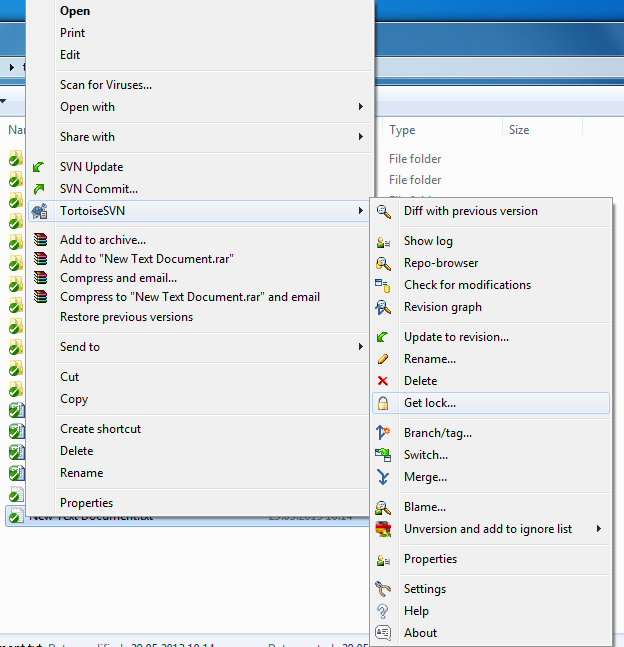 Open
Print
Edit
Scan for Viruses...
Open with
Share with
SVN Update
SVN Commit...
TortoiseSVN
Add to archive...
Add to "New Text Document.rar"
Compress and email...
Compress to "New Text Document.rar" and email
Restore previous versions
Send to
Cut
Copy
Create shortcut
Delete
Rename
Properties
Type Size
File folder
File folder
Diff with previous version
Show log
Repo-browser
Check for modifications
Revision graph
Update to revision...
Rename...
Delete
Get lock...
Branch/tag...
Switch...
Merge...
Blame...
Unversion and add to ignore list
Properties
Settings
Help
About
New Text Document.txt